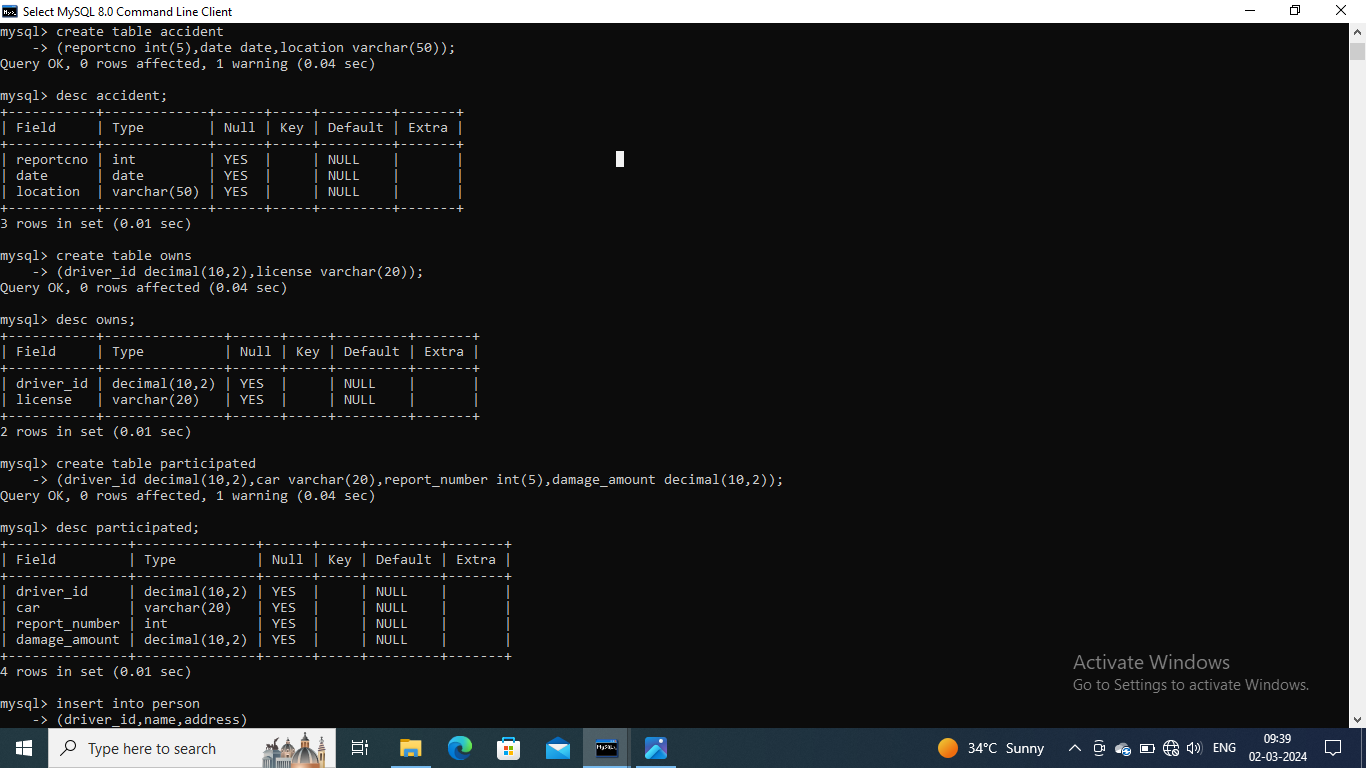 Select MySQL 8.0 Command Line Client
mysql> create table accident
    -> (reportcno int(5),date date,location varchar(50));
Query OK, 0 rows affected, 1 warning (0.04 sec)

mysql> desc accident;
+-----------+-------------+------+-----+---------+-------+
| Field     | Type        | Null | Key | Default | Extra |
+-----------+-------------+------+-----+---------+-------+
| reportcno | int         | YES  |     | NULL    |       |
| date      | date        | YES  |     | NULL    |       |
| location  | varchar(50) | YES  |     | NULL    |       |
+-----------+-------------+------+-----+---------+-------+
3 rows in set (0.01 sec)

mysql> create table owns
    -> (driver_id decimal(10,2),license varchar(20));
Query OK, 0 rows affected (0.04 sec)

mysql> desc owns;
+-----------+---------------+------+-----+---------+-------+
| Field     | Type          | Null | Key | Default | Extra |
+-----------+---------------+------+-----+---------+-------+
| driver_id | decimal(10,2) | YES  |     | NULL    |       |
| license   | varchar(20)   | YES  |     | NULL    |       |
+-----------+---------------+------+-----+---------+-------+
2 rows in set (0.01 sec)

mysql> create table participated
    -> (driver_id decimal(10,2),car varchar(20),report_number int(5),damage_amount decimal(10,2));
Query OK, 0 rows affected, 1 warning (0.04 sec)

mysql> desc participated;
+---------------+---------------+------+-----+---------+-------+
| Field         | Type          | Null | Key | Default | Extra |
+---------------+---------------+------+-----+---------+-------+
| driver_id     | decimal(10,2) | YES  |     | NULL    |       |
| car           | varchar(20)   | YES  |     | NULL    |       |
| report_number | int           | YES  |     | NULL    |       |
| damage_amount | decimal(10,2) | YES  |     | NULL    |       |
+---------------+---------------+------+-----+---------+-------+
4 rows in set (0.01 sec)

mysql> insert into person
    -> (driver_id,name,address)
Activate Windows
Go to Settings to activate Windows.
Type here to search
34°C Sunny
ENG
09:39
02-03-2024